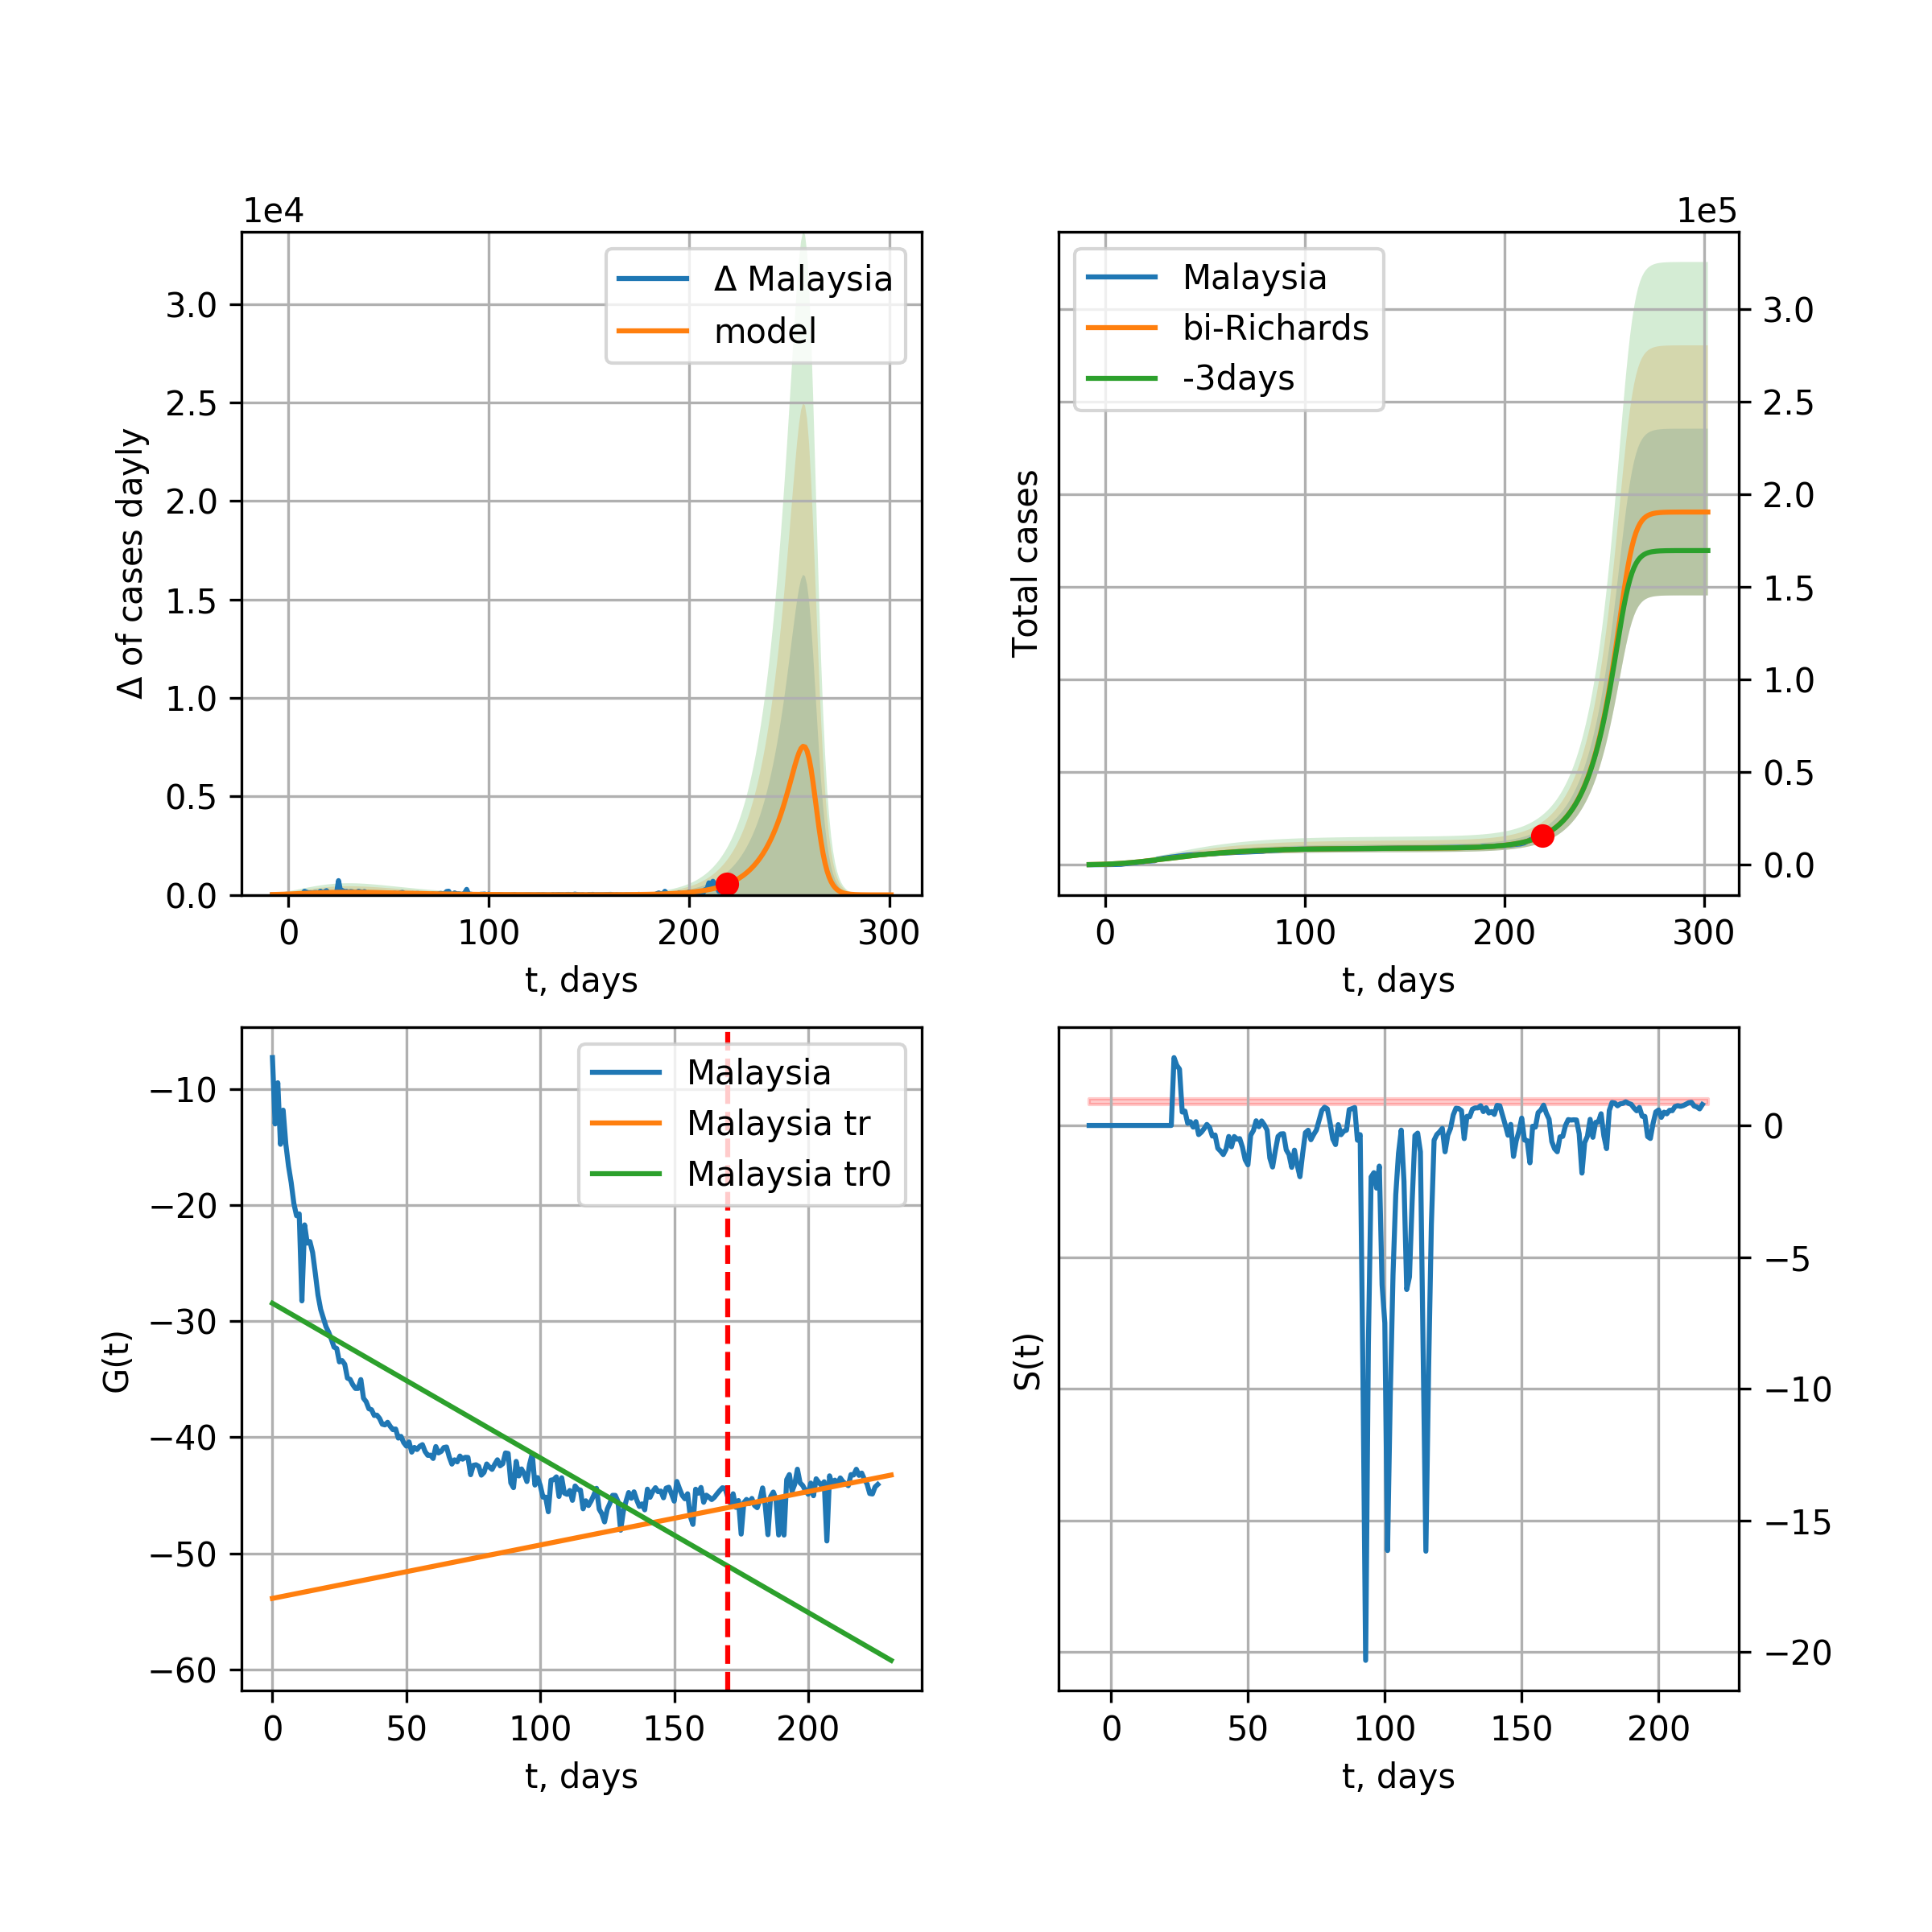 1e4
Δ of cases dayly
3.0
2.5
2.0
1.5
1.0
0.5
0.0
0 100 200 300
t, days
Δ Malaysia
model
1e5
Total cases
3.0
2.5
2.0
1.5
1.0
0.5
0.0
0 100 200 300
t, days
Malaysia
bi-Richards
-3days
G(t)
−10
−20
−30
−40
−50
−60
0 50 100 150 200
t, days
Malaysia
Malaysia tr
Malaysia tr0
S(t)
0
−5
−10
−15
−20
0 50 100 150 200
t, days